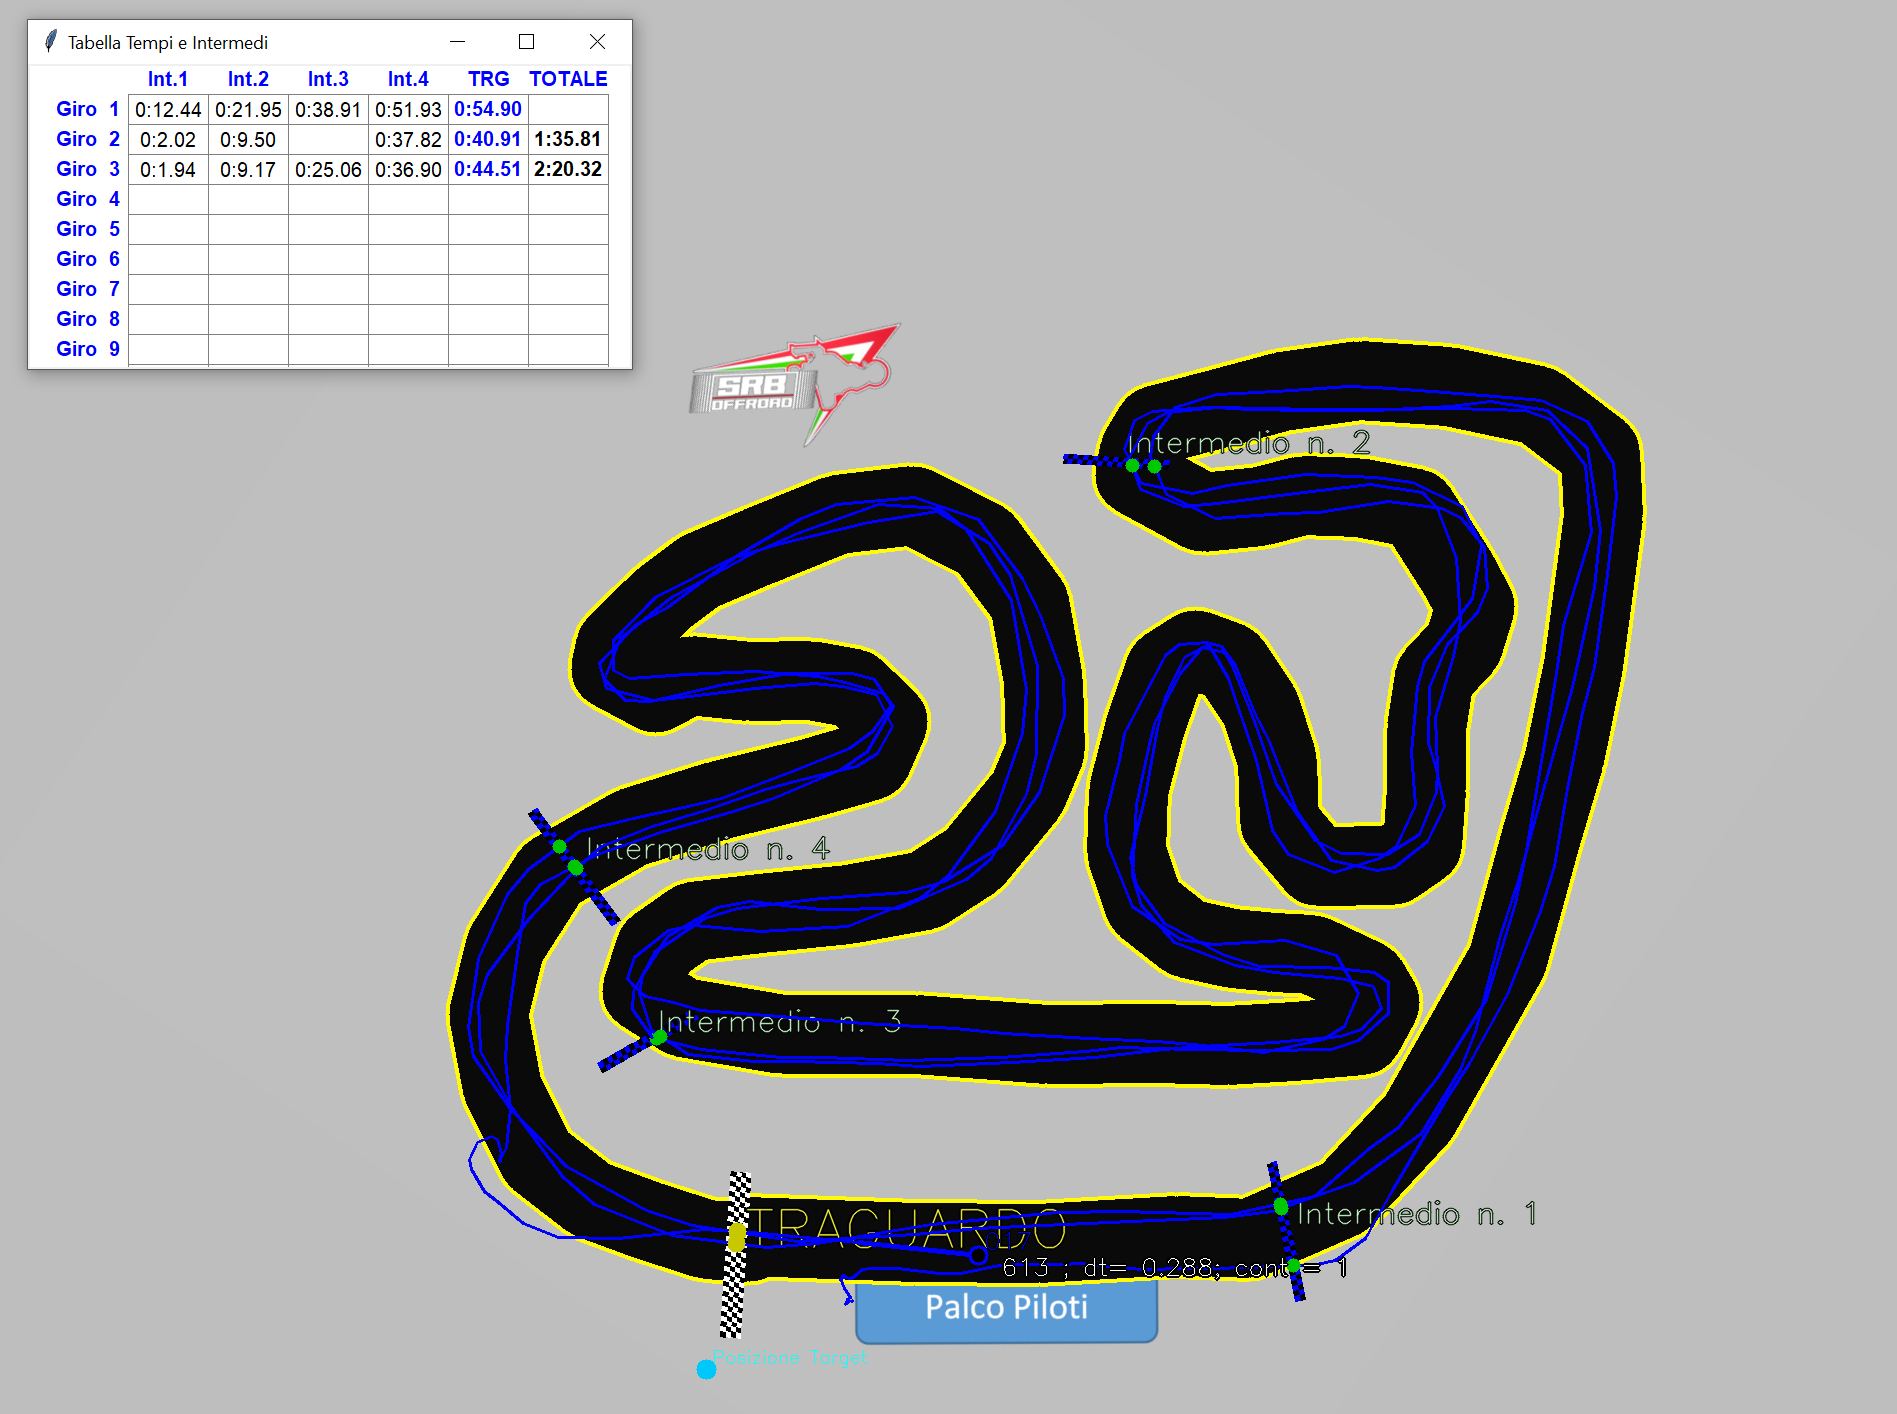 Tabella Tempi e Intermedi
Int.1 Int.2 Int.3 Int.4 TRG TOTALE
Giro 1 0:12.44 0:21.95 0:38.91 0:51.93 0:54.90
Giro 2 0:2.02 0:9.50 0:37.82 0:40.91 1:35.81
Giro 3 0:1.94 0:9.17 0:25.06 0:36.90 0:44.51 2:20.32
Giro 4
Giro 5
Giro 6
Giro 7
Giro 8
Giro 9
SRB
OFFROAD
Intermedio n. 2
Intermedio n. 4
Intermedio n. 3
TRAGUARDO
Intermedio n. 1
613 ; dt= 0.288; cont = 1
Palco Piloti
Posizione Target